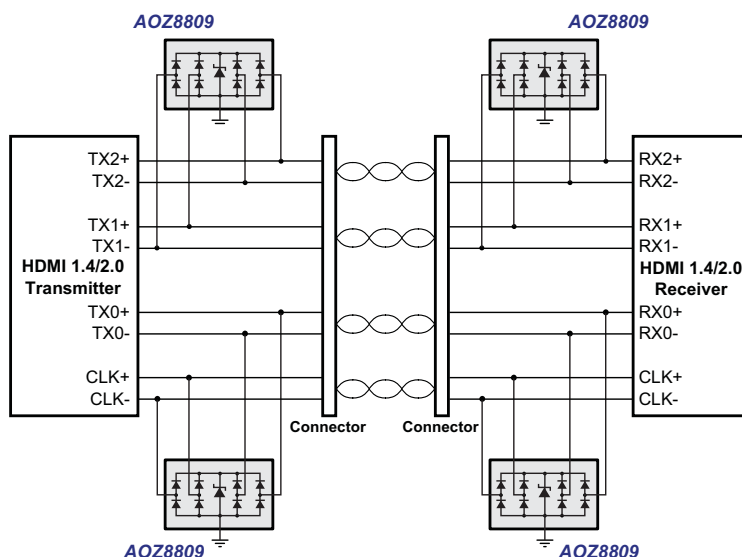 AOZ8809
AOZ8809
TX2+
TX2-
TX1+
TX1-
HDMI 1.4/2.0
Transmitter
TX0+
TX0-
CLK+
CLK-
RX2+
RX2-
RX1+
RX1-
HDMI 1.4/2.0
Receiver
RX0+
RX0-
CLK+
CLK-
Connector
Connector
AOZ8809
AOZ8809